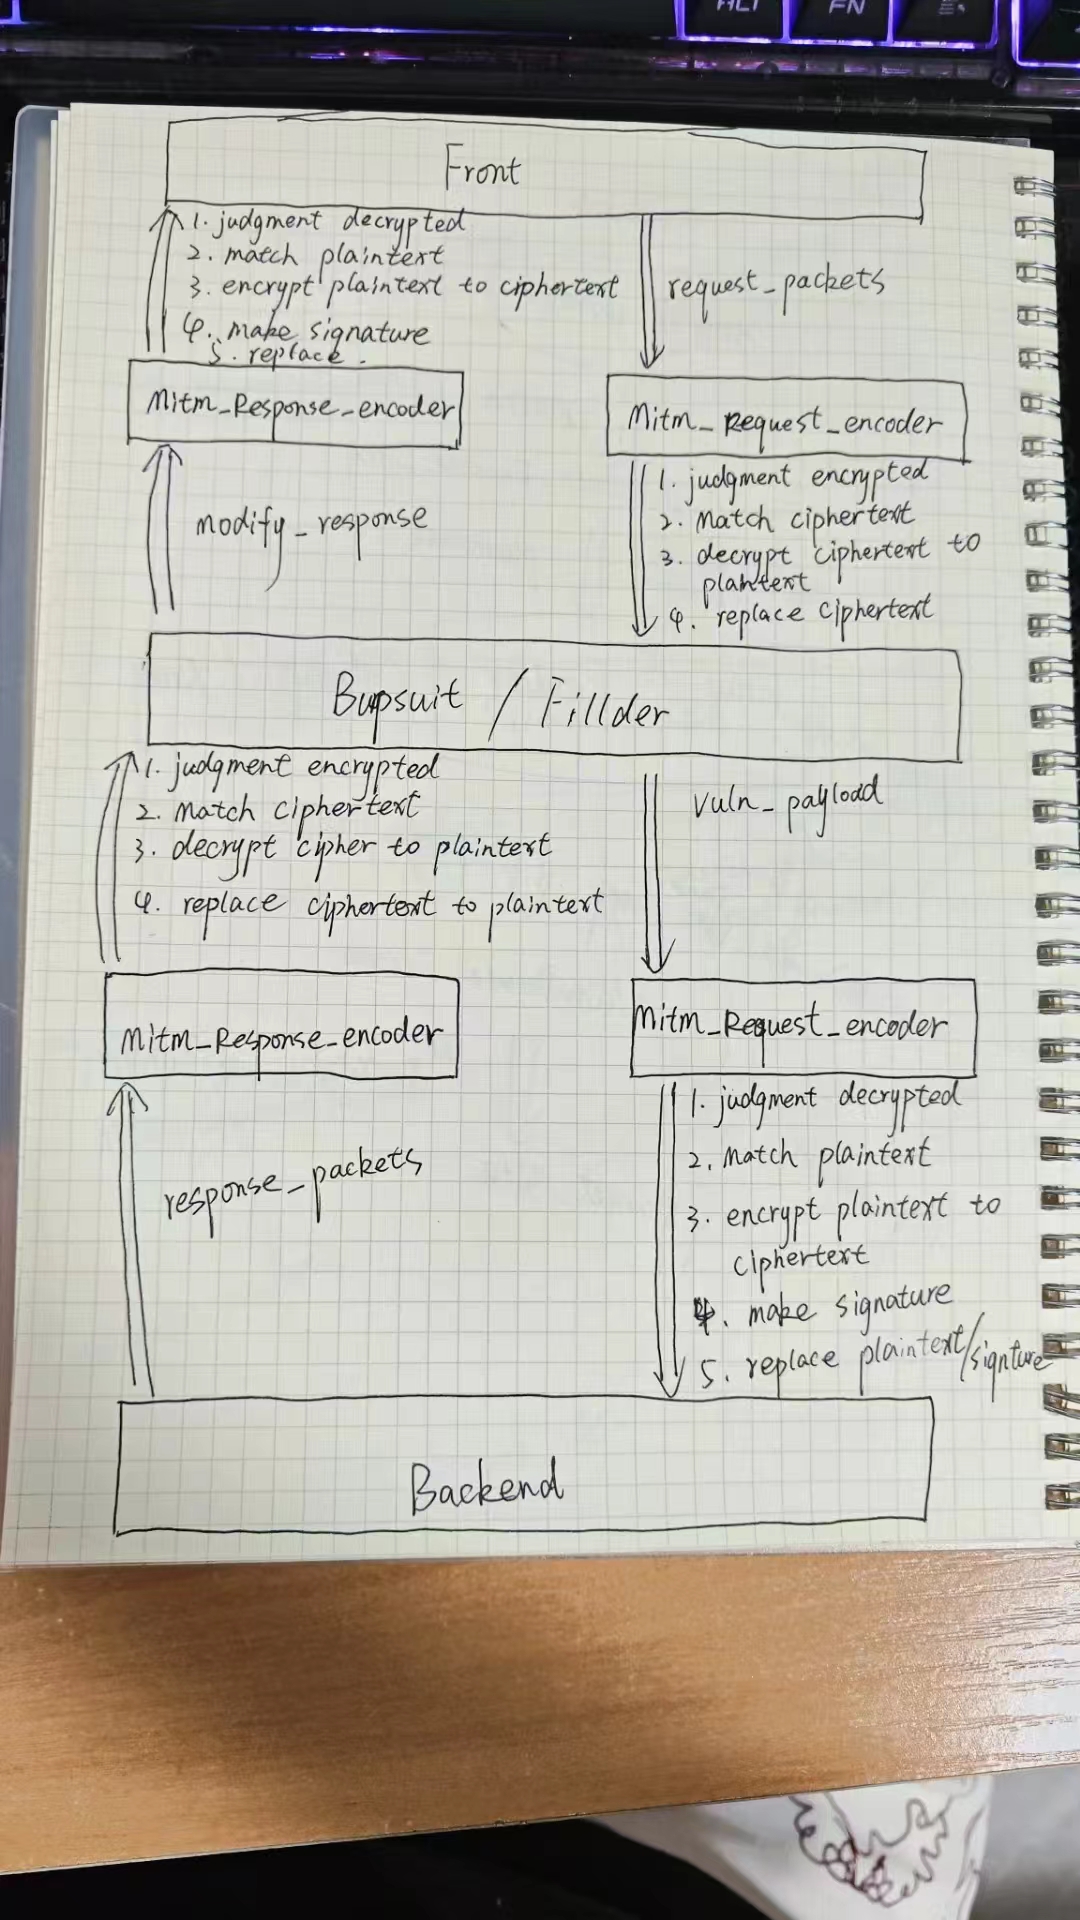 ALT
FN
Front
1. judgment decrypted
2. match plaintext
3. encrypt plaintext to ciphertext
4. make signature
5. replace.
request_packets
Mitm_Response_encoder
Mitm_Request_encoder
modify_response
1. judgment encrypted
2. Match ciphertext
3. decrypt ciphertext to
plaintext
4. replace ciphertext
Bupsuit / Fillder
1. judgment encrypted
2. Match ciphertext
3. decrypt cipher to plaintext
4. replace ciphertext to plaintext
vuln_payload
Mitm_Response_encoder
Mitm_Request_encoder
response_packets
1. judgment decrypted
2. Match plaintext
3. encrypt plaintext to
ciphertext
4. make signature
5. replace plaintext/signture
Backend